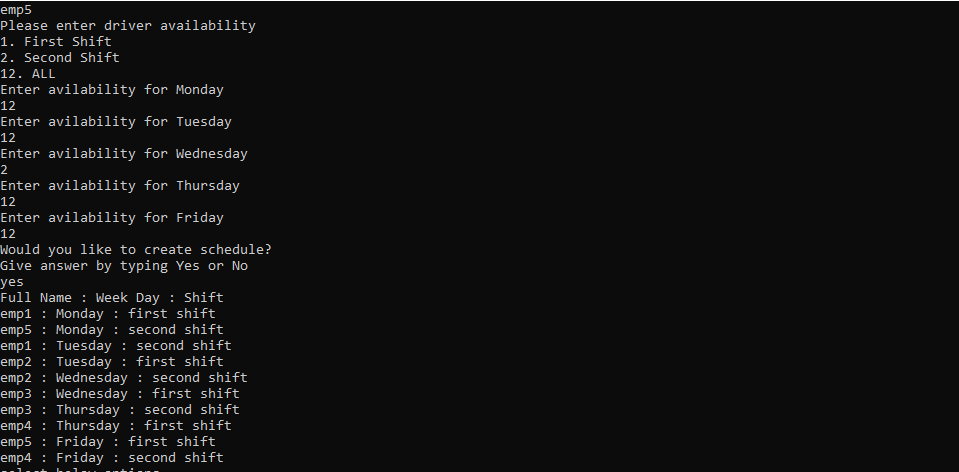 emp5
Please enter driver availability
1. First Shift
2. Second Shift
12. ALL
Enter avilability for Monday
12
Enter avilability for Tuesday
12
Enter avilability for Wednesday
2
Enter avilability for Thursday
12
Enter avilability for Friday
12
Would you like to create schedule?
Give answer by typing Yes or No
yes
Full Name : Week Day : Shift
emp1 : Monday : first shift
emp5 : Monday : second shift
emp1 : Tuesday : second shift
emp2 : Tuesday : first shift
emp2 : Wednesday : second shift
emp3 : Wednesday : first shift
emp3 : Thursday : second shift
emp4 : Thursday : first shift
emp5 : Friday : first shift
emp4 : Friday : second shift